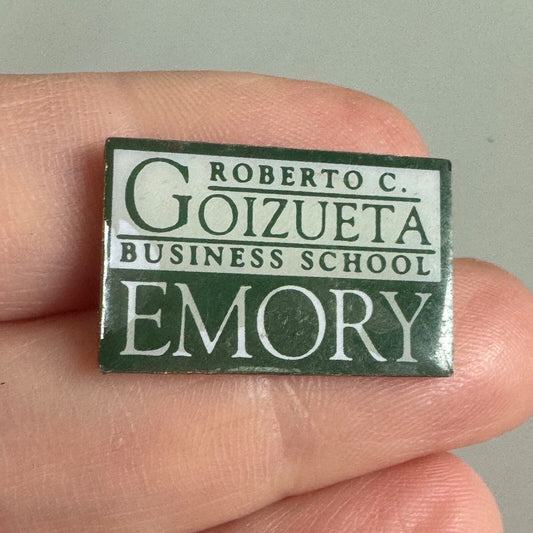 ROBERTO C.
GOIZUETA
BUSINESS SCHOOL
EMORY